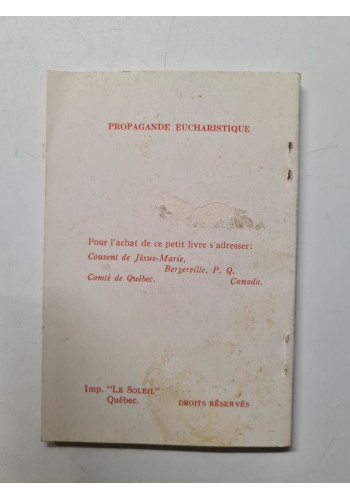 PROPAGANDE EUCHARISTIQUE
Pour l'achat de ce petit livre s'adresser:
Couvent de Jésus-Marie,
Bergerville, P. Q.
Comté de Québec.
Canada.
Imp. "LE SOLEIL"
Québec.
DROITS RÉSERVÉS